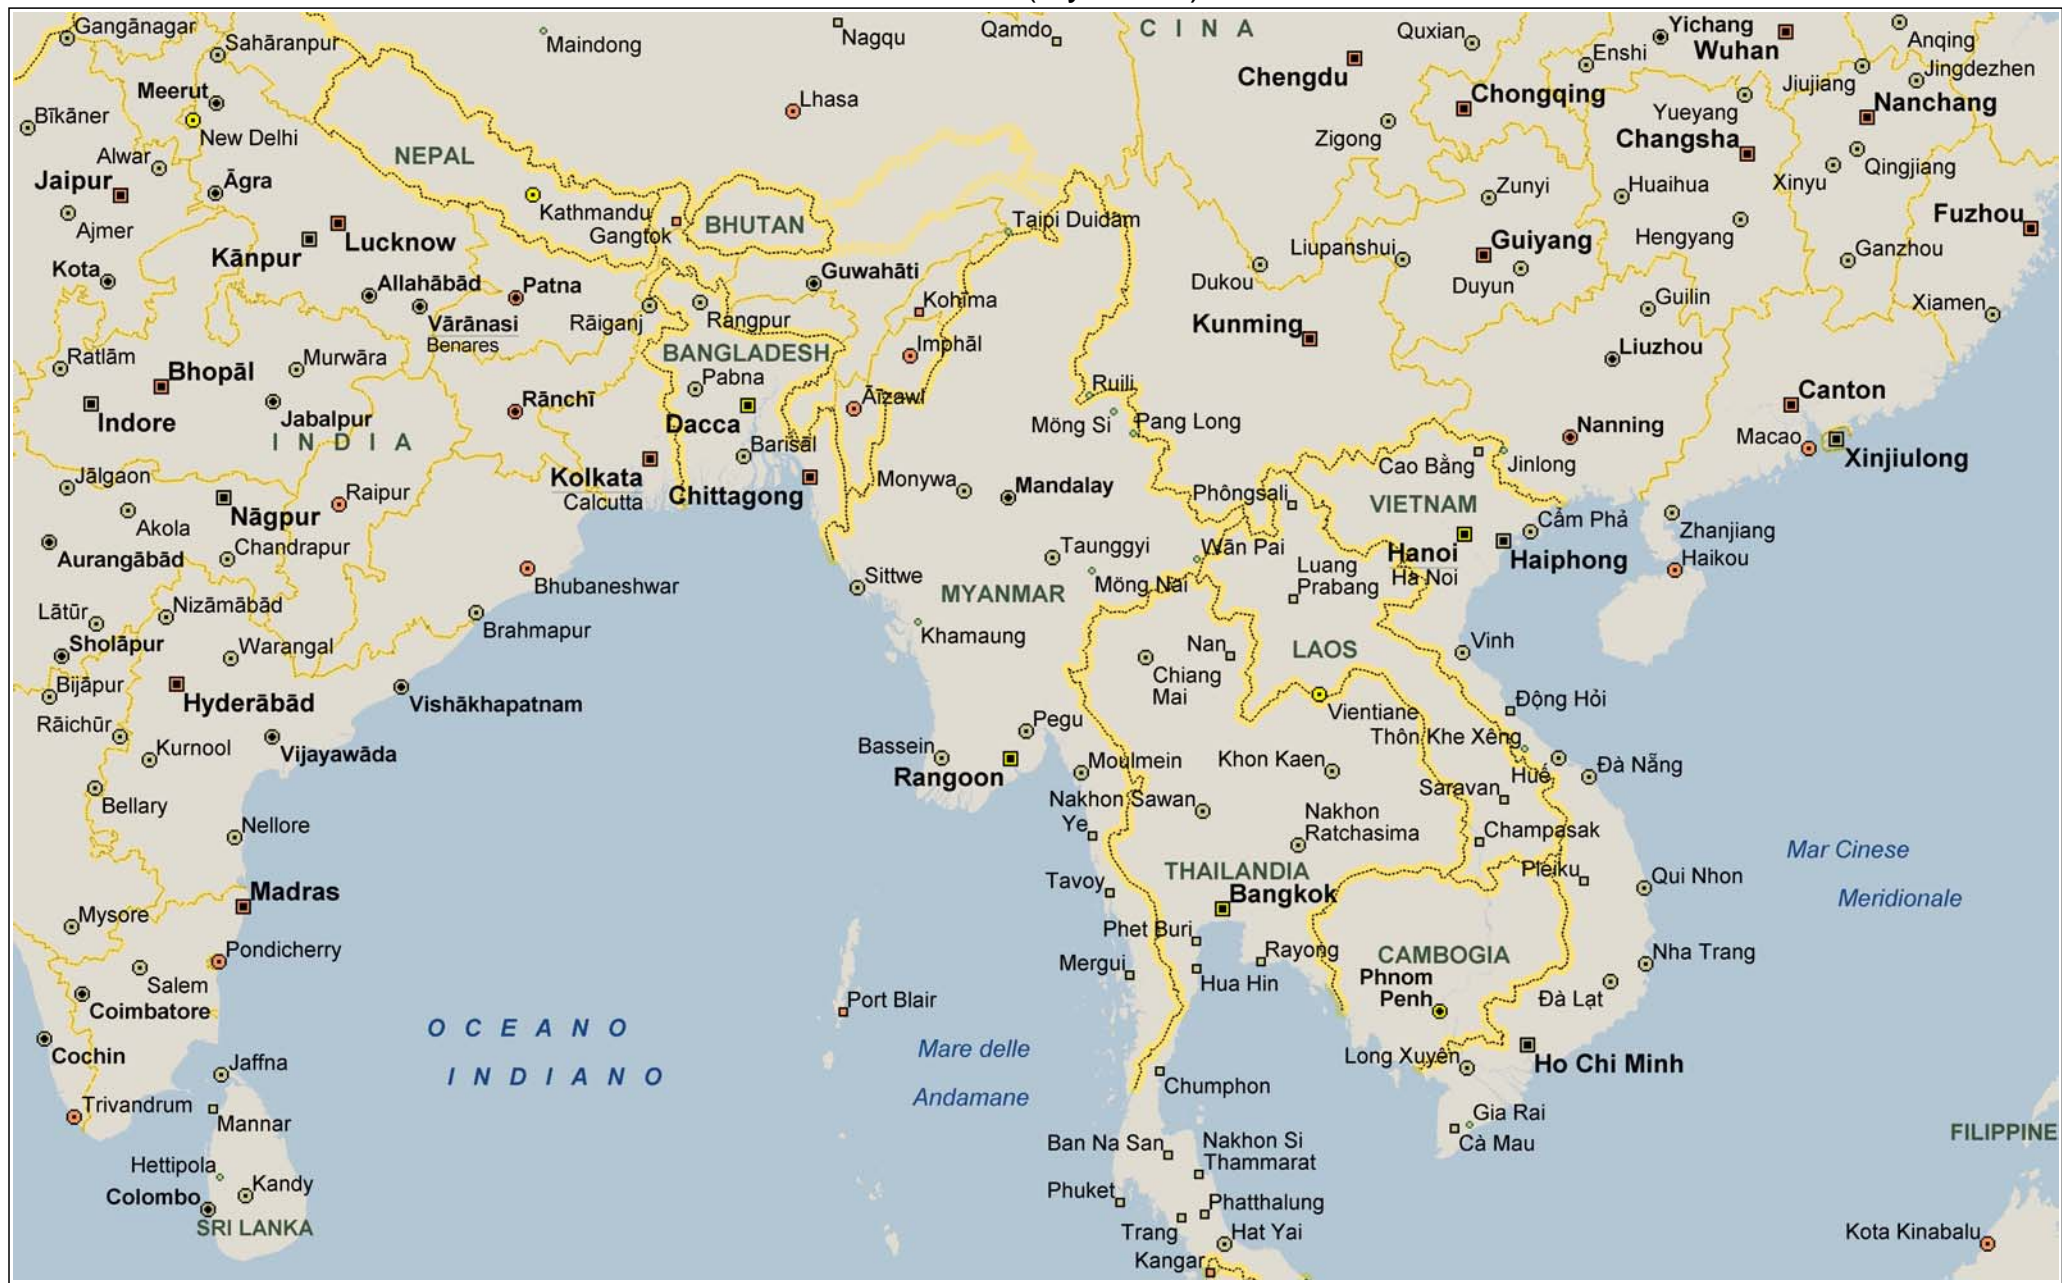 Gangānagar
Sahāranpur
Maindong
Nagqu
Qamdo
C I N A
Quxian
Enshi
Yichang
Wuhan
Anqing
Meerut
Chengdu
Chongqing
Jiujiang
Jingdezhen
Bīkāner
New Delhi
Lhasa
Zigong
Yueyang
Nanchang
Changsha
Alwar
NEPAL
Qingjiang
Jaipur
Āgra
Zunyi
Huaihua
Xinyu
Ajmer
Kathmandu
Gangtok
BHUTAN
Taipi Duidam
Fuzhou
Kānpur
Lucknow
Liupanshui
Guiyang
Hengyang
Ganzhou
Kota
Allahābād
Patna
Guwahāti
Dukou
Duyun
Guilin
Xiamen
Vārānasi
Benares
Rāiganj
Rangpur
Kohīma
Kunming
Ratlām
Murwāra
BANGLADESH
Imphāl
Liuzhou
Bhopāl
Pabna
Indore
Jabalpur
Rānchī
Dacca
Āīzawl
Ruili
Canton
I N D I A
Barisāl
Möng Si
Pang Long
Nanning
Macao
Xinjiulong
Jālgaon
Raipur
Kolkata
Calcutta
Chittagong
Monywa
Mandalay
Phôngsali
Cao Bằng
Jinlong
VIETNAM
Akola
Nāgpur
Cẩm Phả
Zhanjiang
Aurangābād
Chandrapur
Taunggyi
Wān Pai
Hanoi
Ha Noi
Haiphong
Haikou
Bhubaneshwar
Sittwe
MYANMAR
Möng Nai
Luang
Prabang
Lātūr
Nizāmābād
Brahmapur
Khamaung
Sholāpur
Warangal
Nan
LAOS
Vinh
Bijāpur
Hyderābād
Vishākhapatnam
Chiang
Mai
Vientiane
Động Hỏi
Rāichūr
Kurnool
Vijayawāda
Pegu
Thôn Khe Xêng
Bassein
Rangoon
Moulmein
Khon Kaen
Huế
Đà Nẵng
Bellary
Nakhon Sawan
Saravan
Nellore
Ye
Nakhon
Ratchasima
Champasak
Mar Cinese
Meridionale
THAILANDIA
Pleiku
Qui Nhon
Madras
Tavoy
Bangkok
Mysore
Phet Buri
Rayong
CAMBOGIA
Nha Trang
Pondicherry
Mergui
Hua Hin
Phnom
Penh
Đà Lạt
Salem
Coimbatore
Port Blair
O C E A N O
I N D I A N O
Mare delle
Andamane
Cochin
Jaffna
Long Xuyên
Ho Chi Minh
Chumphon
Trivandrum
Mannar
Gia Rai
Cà Mau
FILIPPINE
Ban Na San
Nakhon Si
Thammarat
Hettipola
Kandy
Phuket
Colombo
SRI LANKA
Phatthalung
Trang
Hat Yai
Kota Kinabalu
Kangar